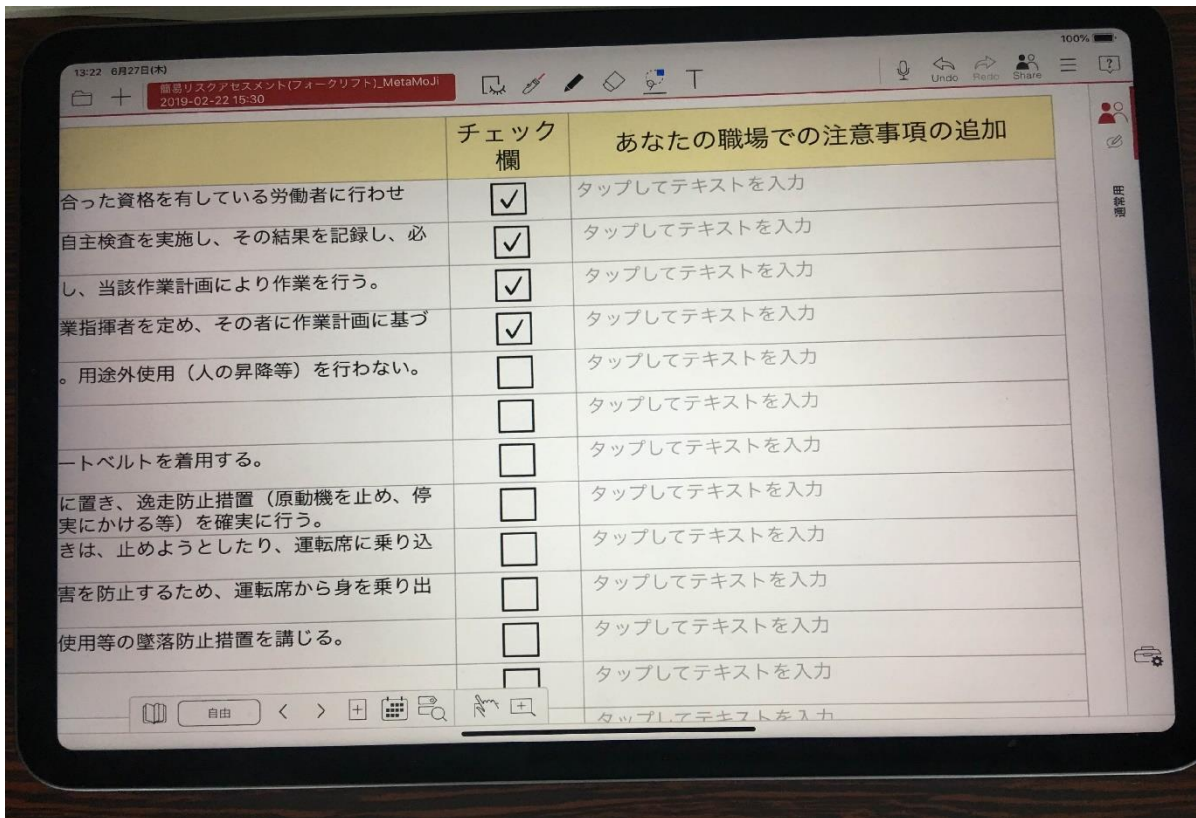 13:22 6月27日(木)
100%
簡易リスクアセスメント(フォークリフト)_MetaMoJi
2019-02-22 15:30
T
Undo
Redo
Share
?
チェック
欄
あなたの職場での注意事項の追加
通常用
合った資格を有している労働者に行わせ
タップしてテキストを入力
自主検査を実施し、その結果を記録し、必
タップしてテキストを入力
し、当該作業計画により作業を行う。
タップしてテキストを入力
業指揮者を定め、その者に作業計画に基づ
タップしてテキストを入力
。用途外使用（人の昇降等）を行わない。
タップしてテキストを入力
タップしてテキストを入力
ートベルトを着用する。
タップしてテキストを入力
に置き、逸走防止措置（原動機を止め、停
実にかける等）を確実に行う。
タップしてテキストを入力
きは、止めようとしたり、運転席に乗り込
タップしてテキストを入力
害を防止するため、運転席から身を乗り出
タップしてテキストを入力
使用等の墜落防止措置を講じる。
タップしてテキストを入力
タップしてテキストを入力
タップしてテキストを入力
自由